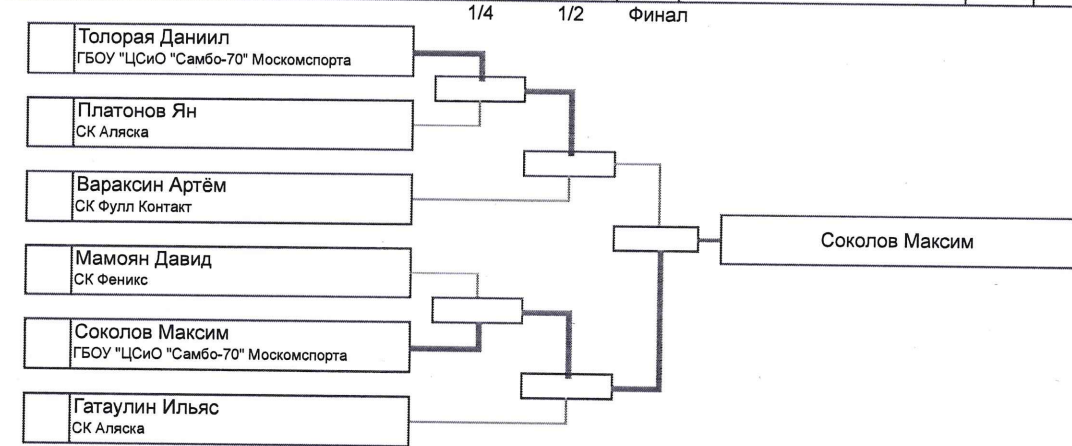 1/4 1/2 Финал
Толорая Даниил
ГБОУ "ЦСиО "Самбо-70" Москомспорта
Платонов Ян
СК Аляска
Вараксин Артём
СК Фулл Контакт
Мамоян Давид
СК Феникс
Соколов Максим
ГБОУ "ЦСиО "Самбо-70" Москомспорта
Гатаулин Ильяс
СК Аляска
Соколов Максим